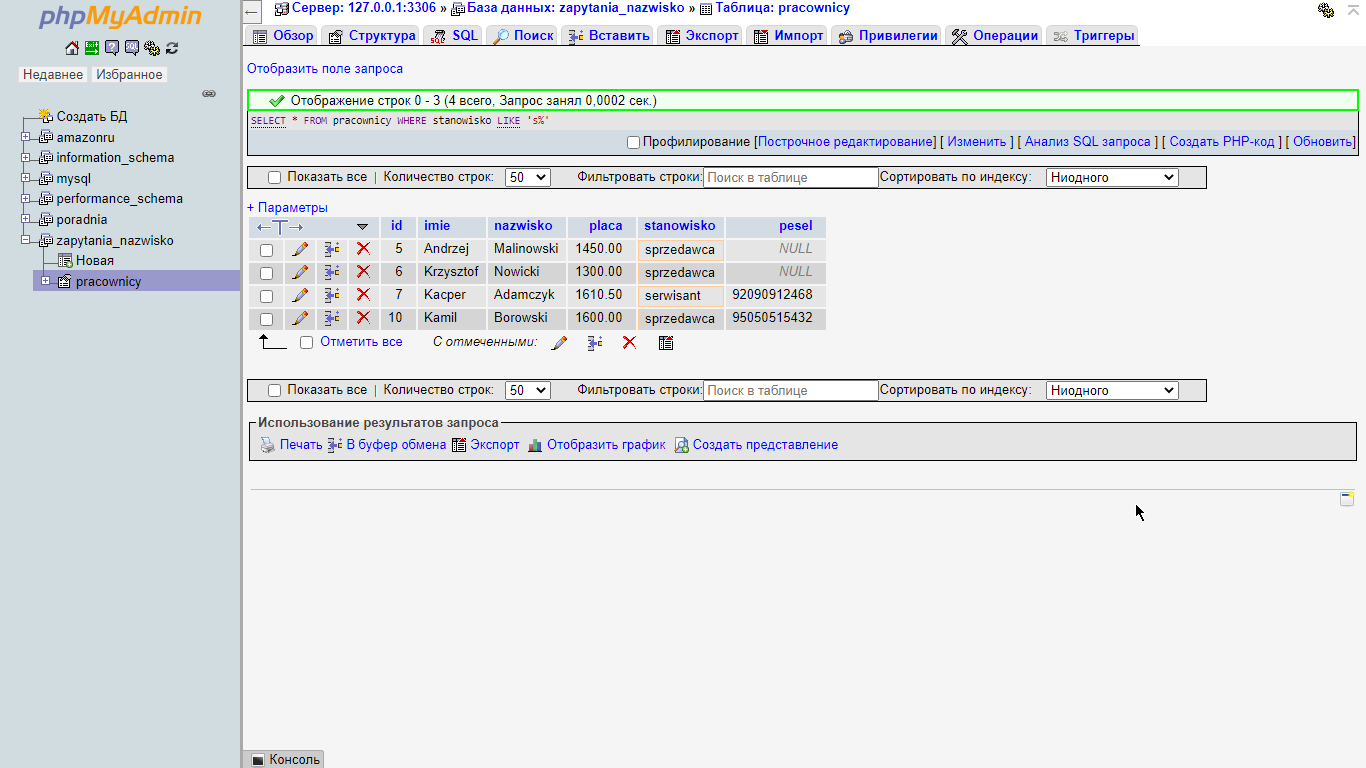 phpMyAdmin
Недавнее Избранное
Создать БД
amazonru
information_schema
mysql
performance_schema
poradnia
zapytania_nazwisko
Новая
pracownicy
Сервер: 127.0.0.1:3306 » База данных: zapytania_nazwisko » Таблица: pracownicy
Обзор Структура SQL Поиск Вставить Экспорт Импорт Привилегии Операции Триггеры
Отобразить поле запроса
Отображение строк 0 - 3 (4 всего, Запрос занял 0,0002 сек.)
SELECT * FROM pracownicy WHERE stanowisko LIKE 's%'
Профилирование [Построчное редактирование] [ Изменить ] [ Анализ SQL запроса ] [ Создать PHP-код ] [ Обновить]
Показать все | Количество строк: 50 Фильтровать строки: Поиск в таблице Сортировать по индексу: Ниодного
+ Параметры
←T→ id imie nazwisko placa stanowisko pesel
5 Andrzej Malinowski 1450.00 sprzedawca NULL
6 Krzysztof Nowicki 1300.00 sprzedawca NULL
7 Kacper Adamczyk 1610.50 serwisant 92090912468
10 Kamil Borowski 1600.00 sprzedawca 95050515432
Отметить все С отмеченными:
Показать все | Количество строк: 50 Фильтровать строки: Поиск в таблице Сортировать по индексу: Ниодного
Использование результатов запроса
Печать В буфер обмена Экспорт Отобразить график Создать представление
Консоль